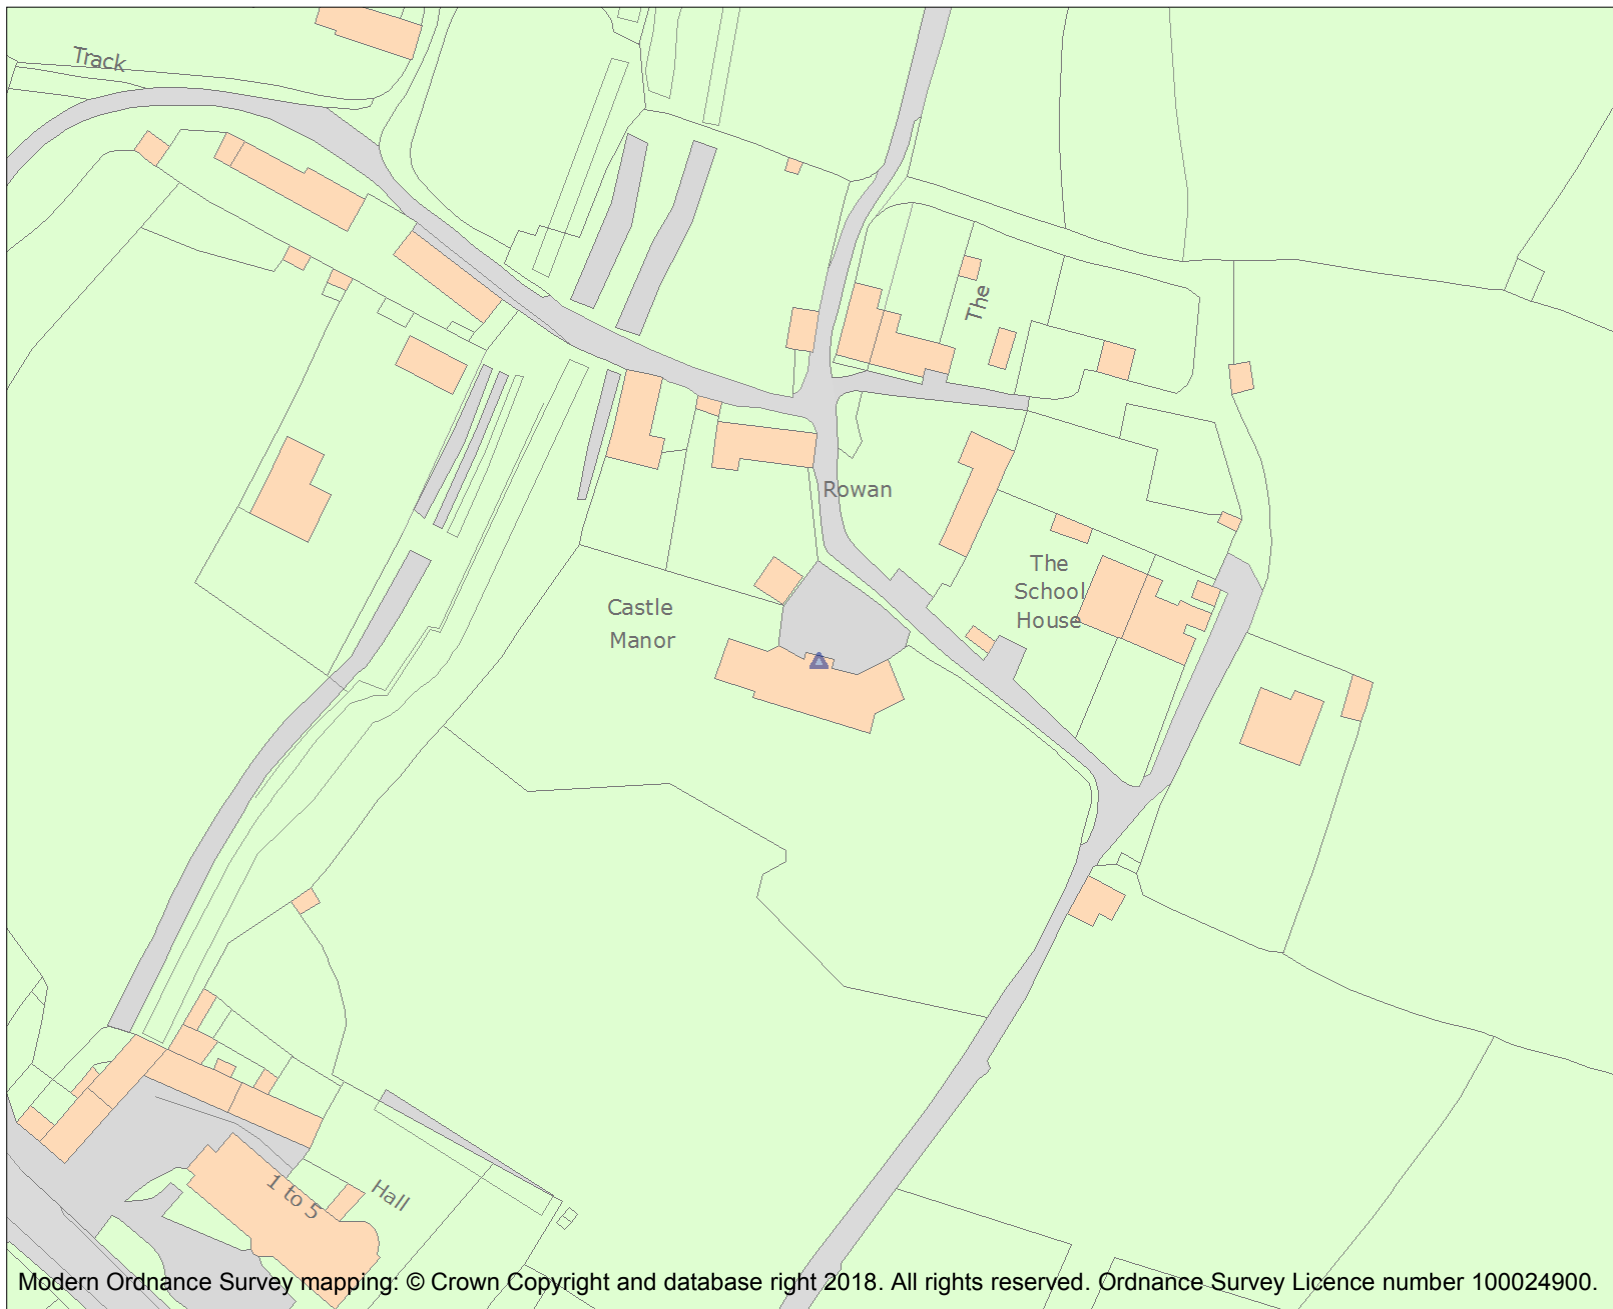 Track
The
Rowan
The
School
House
Castle
Manor
1 to 5
Hall
Modern Ordnance Survey mapping: © Crown Copyright and database right 2018. All rights reserved. Ordnance Survey Licence number 100024900.